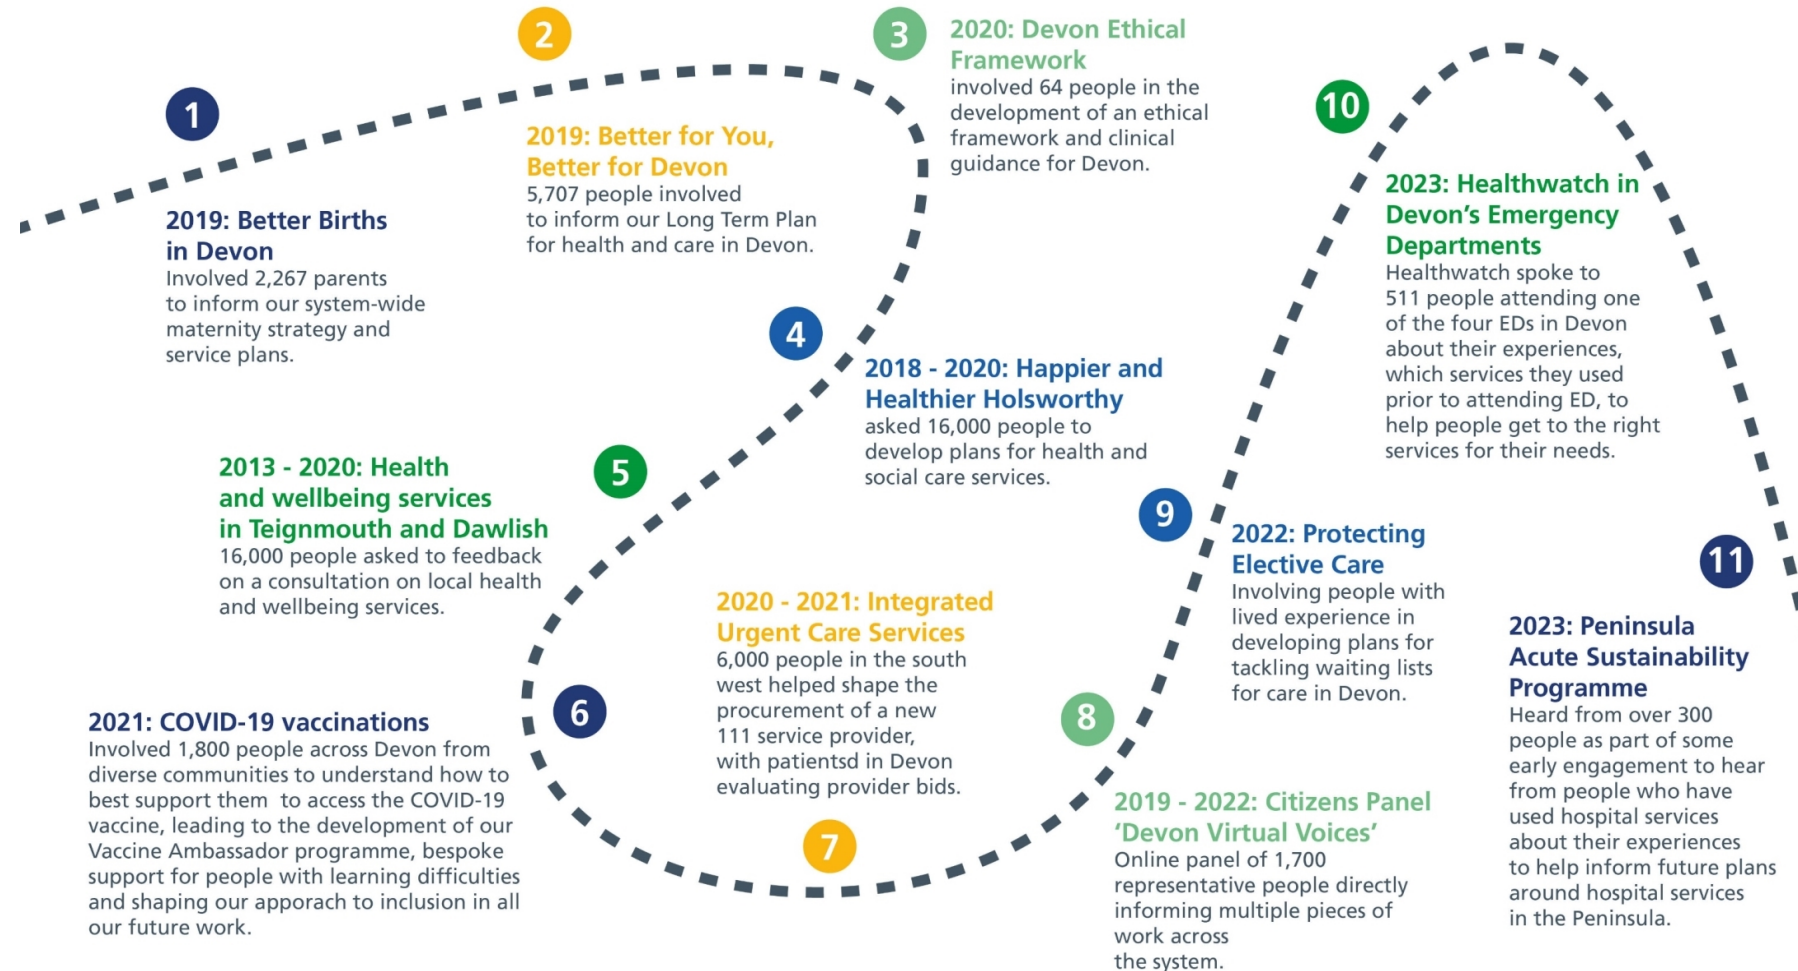 1
2019: Better Births
in Devon
Involved 2,267 parents
to inform our system-wide
maternity strategy and
service plans.
2
2019: Better for You,
Better for Devon
5,707 people involved
to inform our Long Term Plan
for health and care in Devon.
3
2020: Devon Ethical
Framework
involved 64 people in the
development of an ethical
framework and clinical
guidance for Devon.
4
2018 - 2020: Happier and
Healthier Holsworthy
asked 16,000 people to
develop plans for health and
social care services.
5
2013 - 2020: Health
and wellbeing services
in Teignmouth and Dawlish
16,000 people asked to feedback
on a consultation on local health
and wellbeing services.
6
2021: COVID-19 vaccinations
Involved 1,800 people across Devon from
diverse communities to understand how to
best support them  to access the COVID-19
vaccine, leading to the development of our
Vaccine Ambassador programme, bespoke
support for people with learning difficulties
and shaping our apporach to inclusion in all
our future work.
7
2020 - 2021: Integrated
Urgent Care Services
6,000 people in the south
west helped shape the
procurement of a new
111 service provider,
with patientsd in Devon
evaluating provider bids.
8
2019 - 2022: Citizens Panel
‘Devon Virtual Voices’
Online panel of 1,700
representative people directly
informing multiple pieces of
work across
the system.
9
2022: Protecting
Elective Care
Involving people with
lived experience in
developing plans for
tackling waiting lists
for care in Devon.
10
2023: Healthwatch in
Devon’s Emergency
Departments
Healthwatch spoke to
511 people attending one
of the four EDs in Devon
about their experiences,
which services they used
prior to attending ED, to
help people get to the right
services for their needs.
11
2023: Peninsula
Acute Sustainability
Programme
Heard from over 300
people as part of some
early engagement to hear
from people who have
used hospital services
about their experiences
to help inform future plans
around hospital services
in the Peninsula.